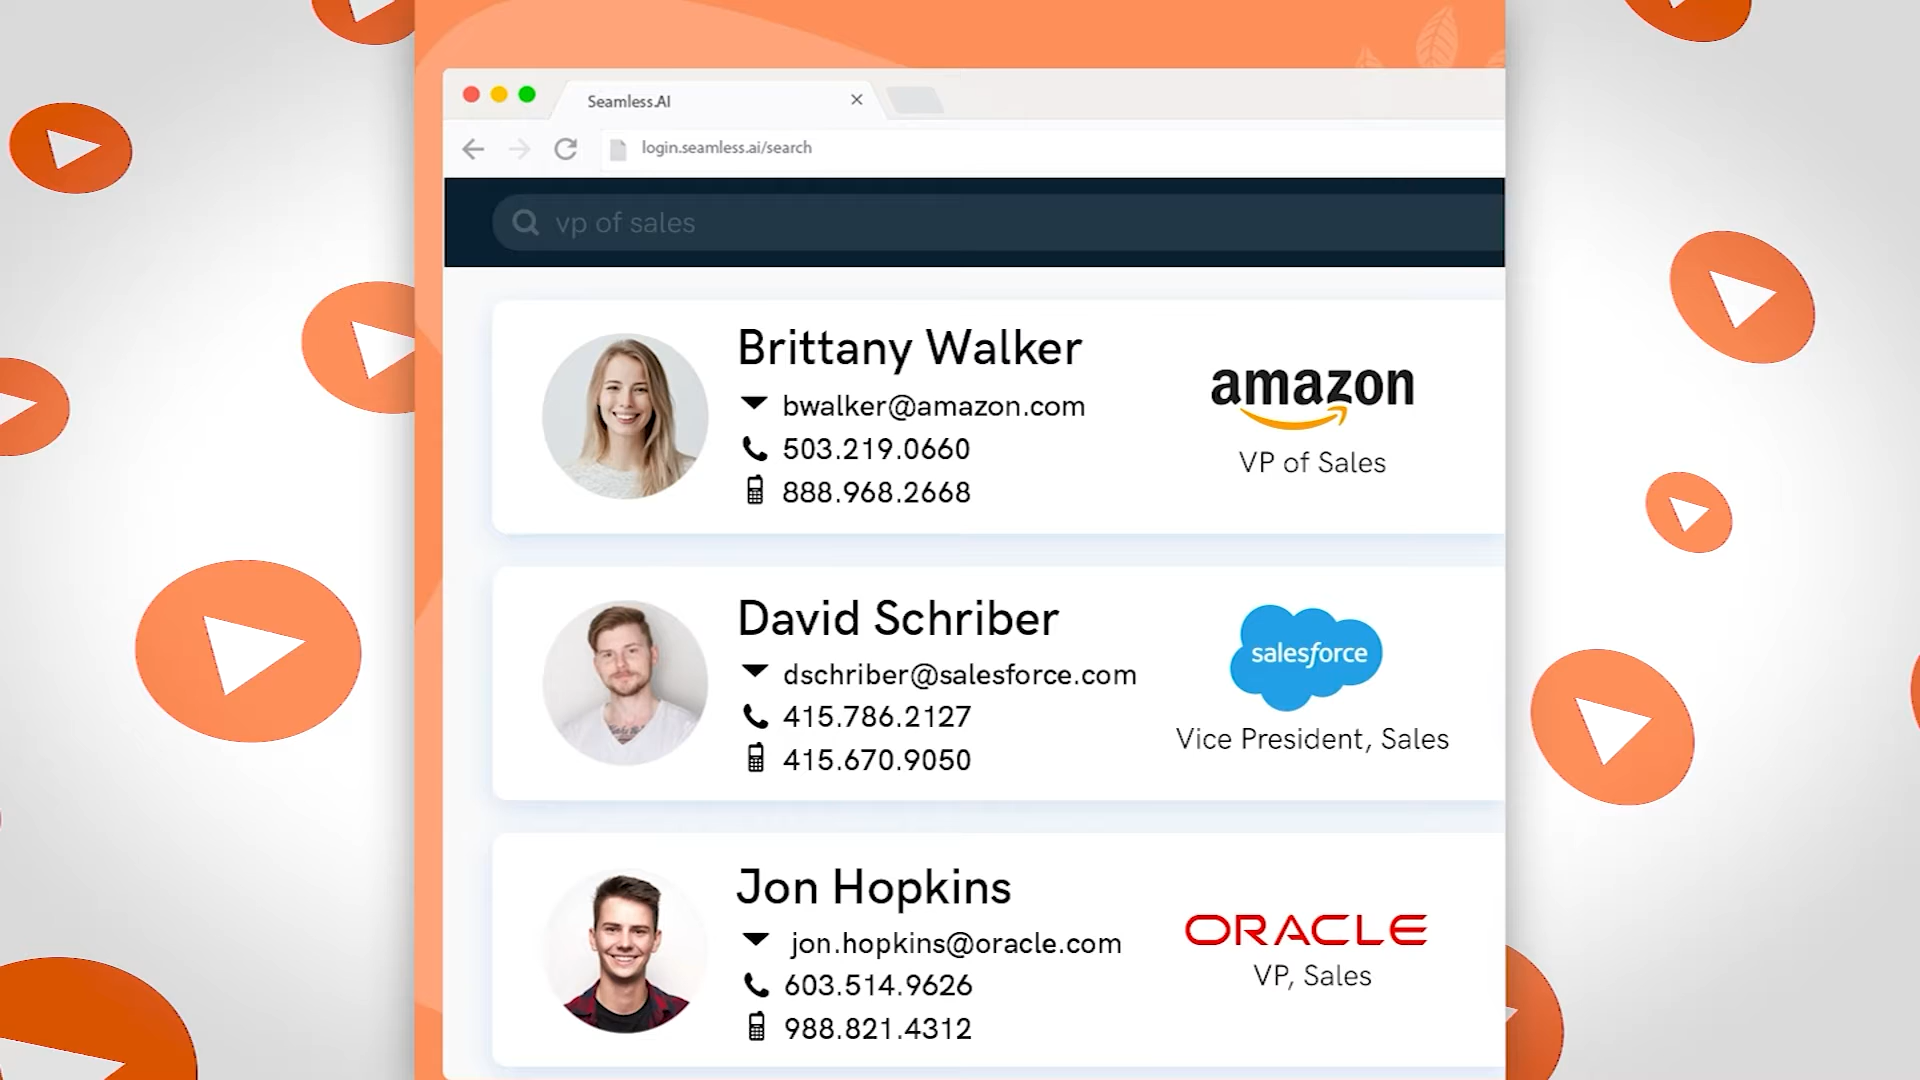 Seamless.AI
login.seamless.ai/search
vp of sales
Brittany Walker
bwalker@amazon.com
503.219.0660
888.968.2668
amazon
VP of Sales
David Schriber
dschriber@salesforce.com
415.786.2127
415.670.9050
salesforce
Vice President, Sales
Jon Hopkins
jon.hopkins@oracle.com
603.514.9626
988.821.4312
ORACLE
VP, Sales